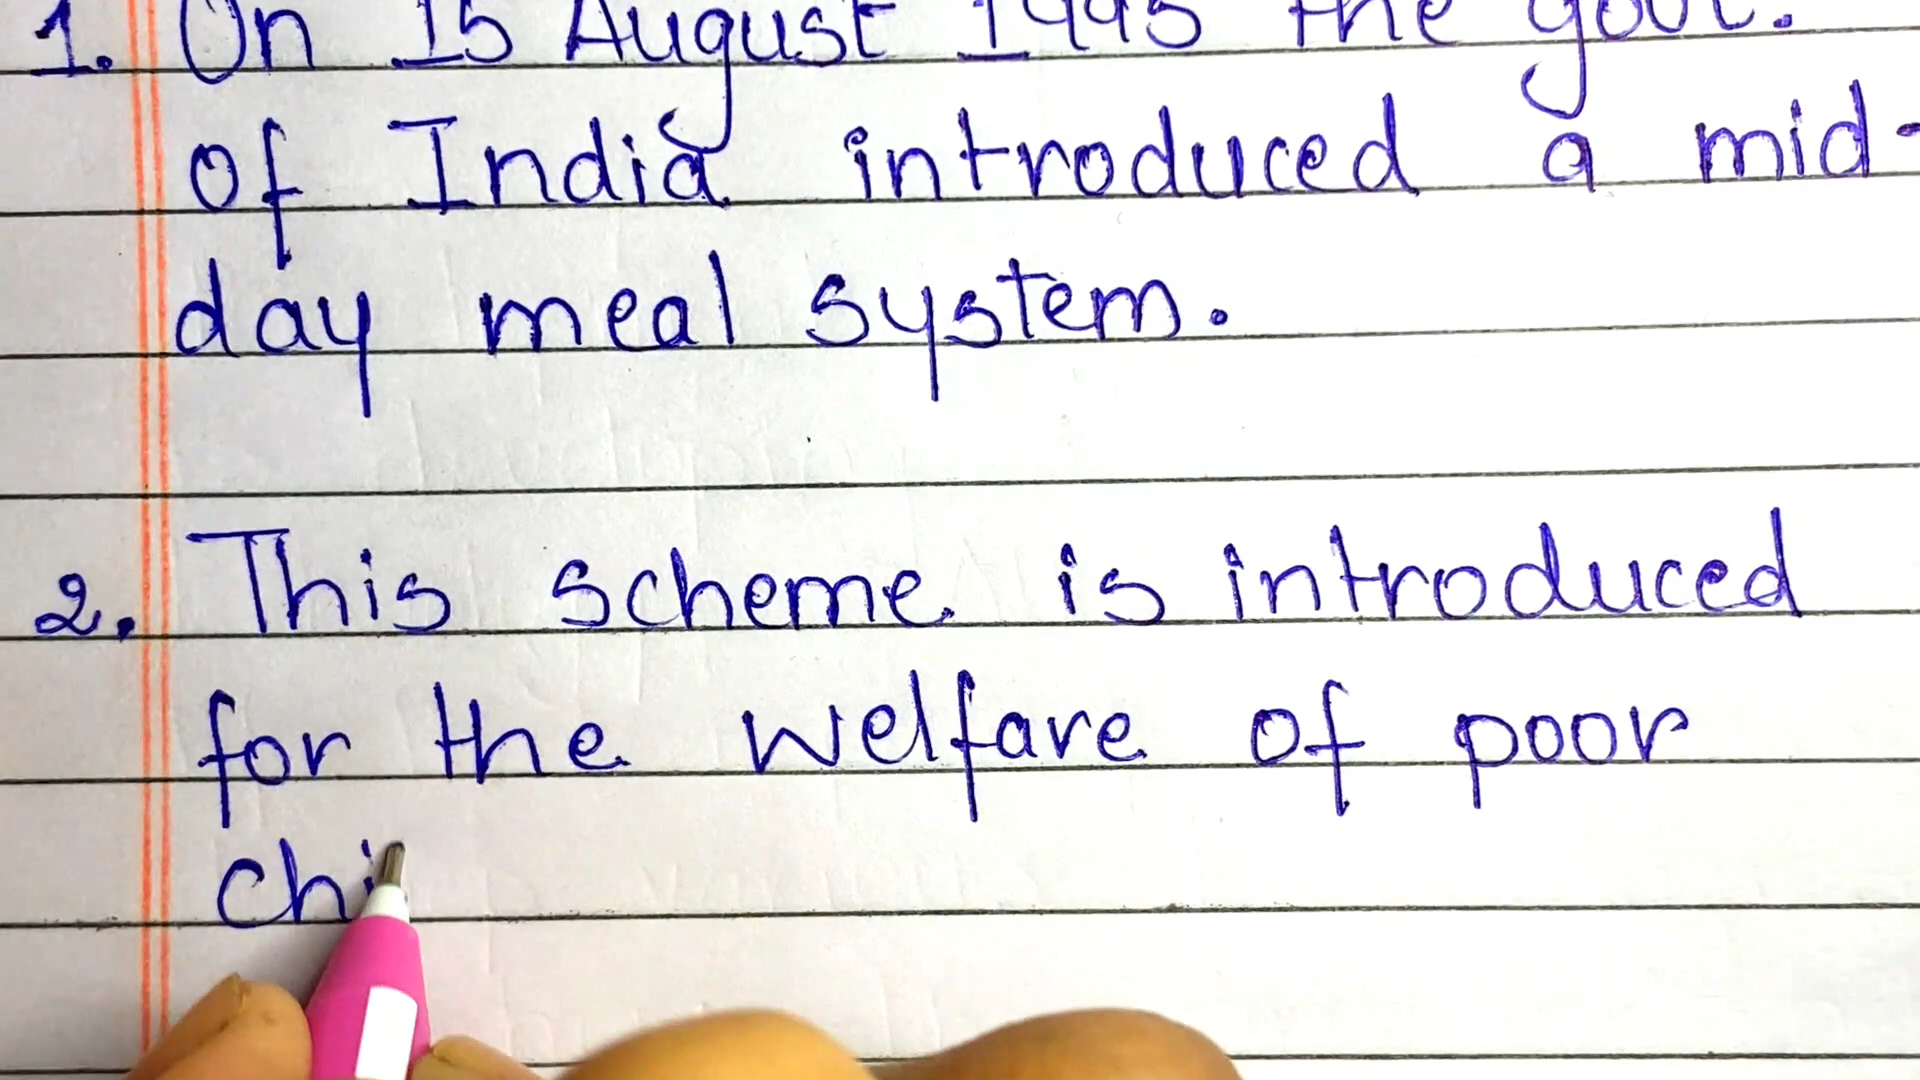 1. On 15 August 1995 the govt.
of India introduced a mid-
day meal system.
2. This scheme is introduced
for the welfare of poor
chi